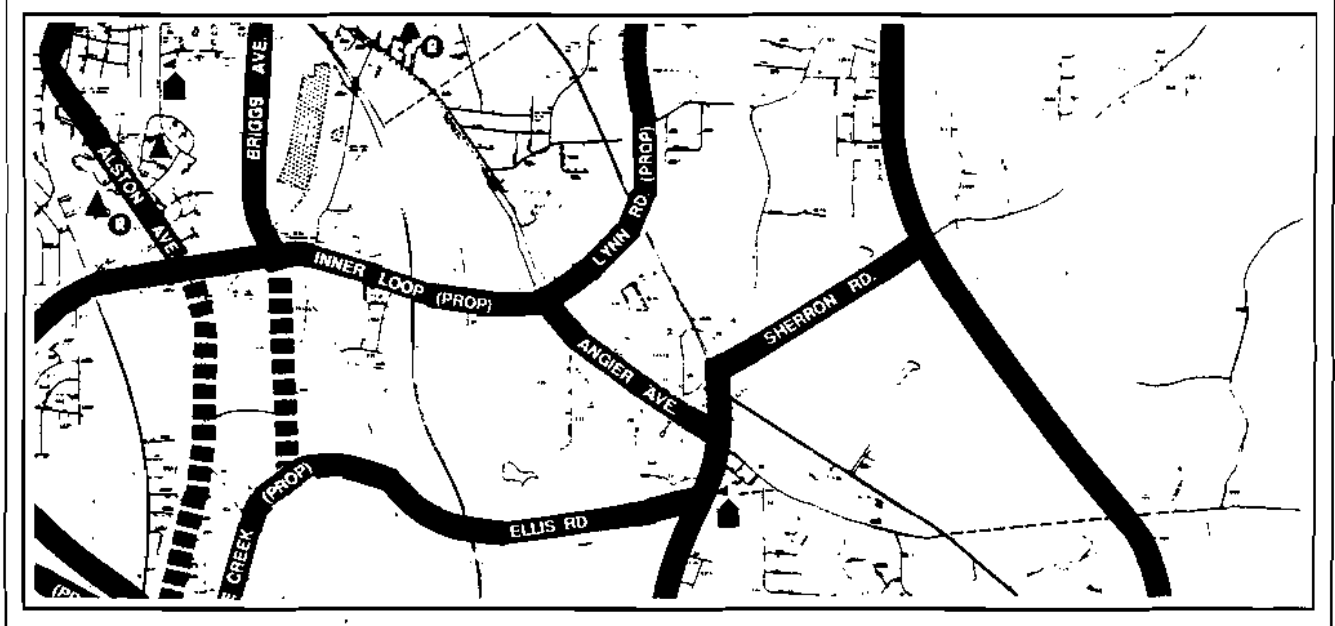 BRIGGS AVE.
ALSTON AVE.
LYNN RD. (PROP)
INNER LOOP (PROP)
SHERRON RD.
ANGIER AVE.
(PROP)
CREEK
ELLIS RD